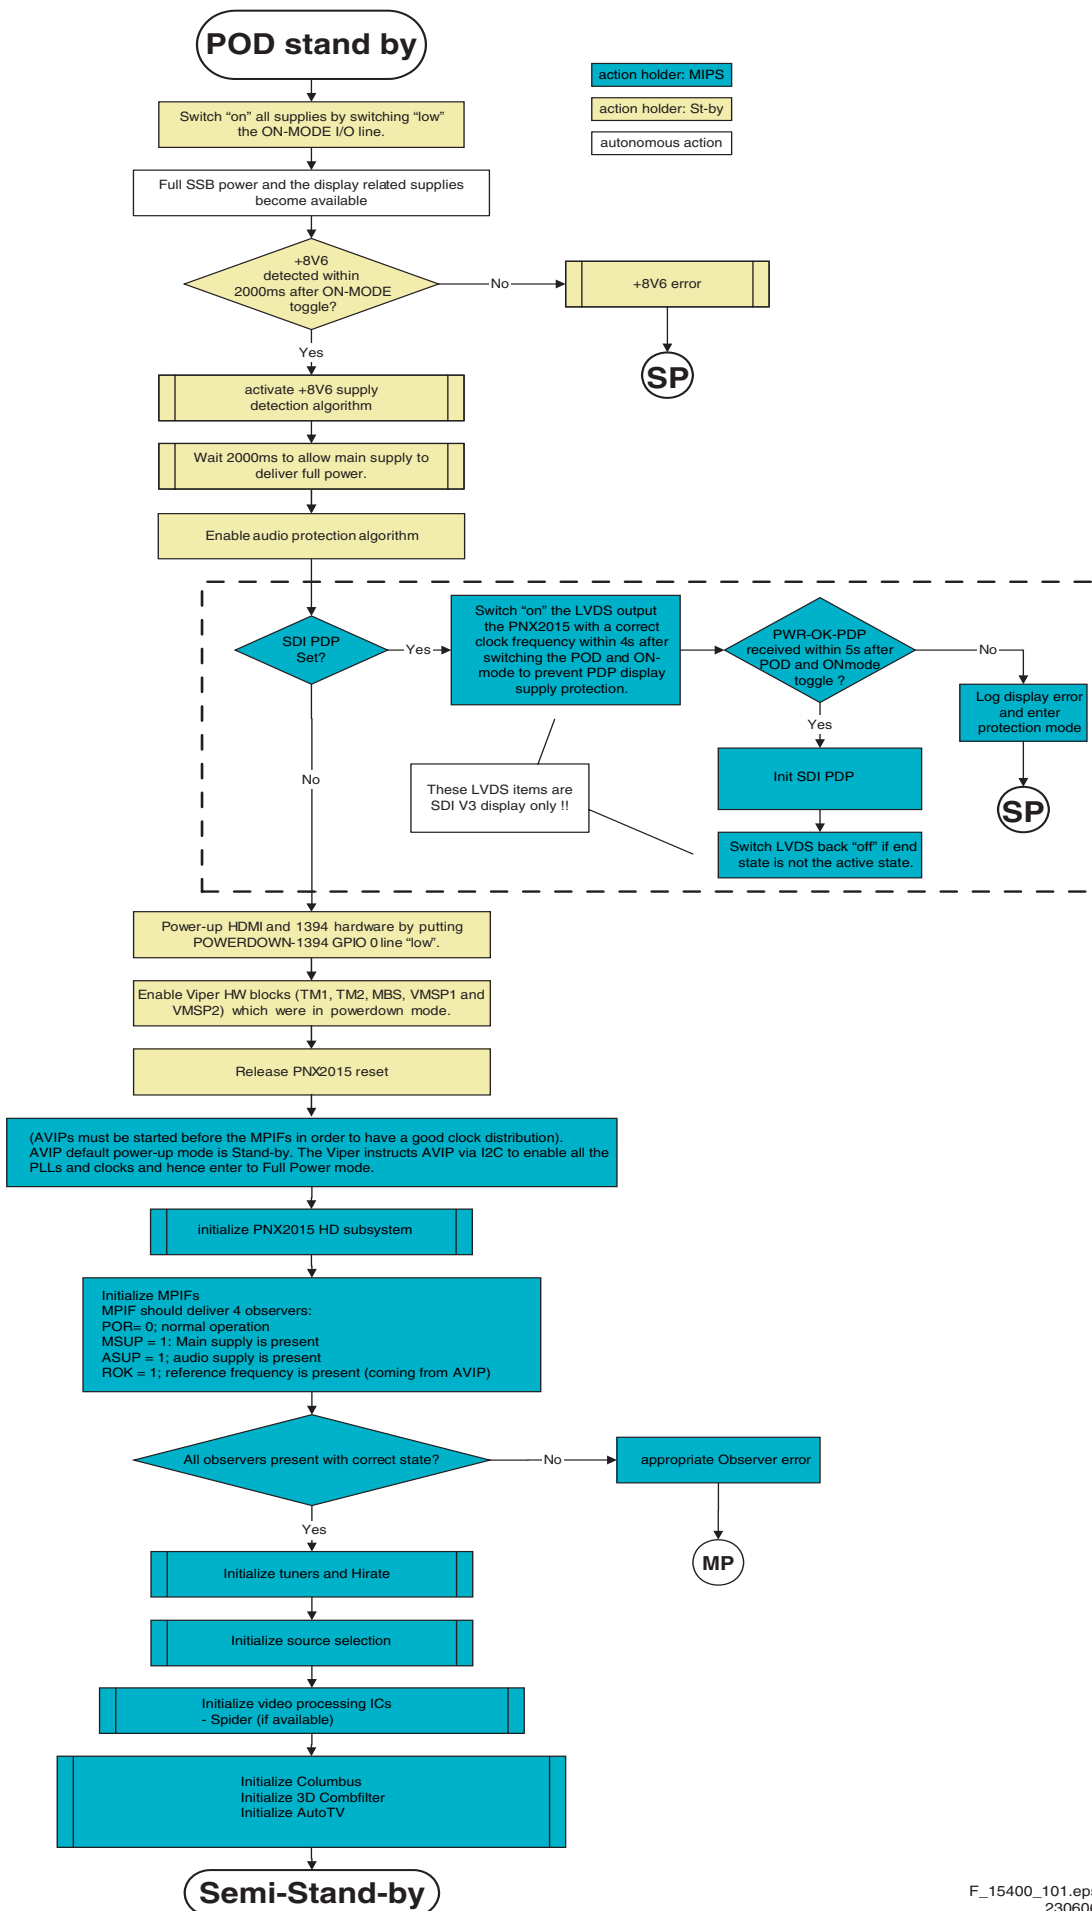 POD stand by
action holder: MIPS
action holder: St-by
autonomous action
Switch “on” all supplies by switching “low”
the ON-MODE I/O line.
Full SSB power and the display related supplies
become available
+8V6
detected within
2000ms after ON-MODE
toggle?
No
+8V6 error
SP
Yes
activate +8V6 supply
detection algorithm
Wait 2000ms to allow main supply to
deliver full power.
Enable audio protection algorithm
SDI PDP
Set?
Yes
Switch “on” the LVDS output
the PNX2015 with a correct
clock frequency within 4s after
switching the POD and ON-
mode to prevent PDP display
supply protection.
PWR-OK-PDP
received within 5s after
POD and ONmode
toggle ?
No
Log display error
and enter
protection mode
SP
Yes
Init SDI PDP
Switch LVDS back “off” if end
state is not the active state.
These LVDS items are
SDI V3 display only !!
No
Power-up HDMI and 1394 hardware by putting
POWERDOWN-1394 GPIO 0 line “low”.
Enable Viper HW blocks (TM1, TM2, MBS, VMSP1 and
VMSP2) which were in powerdown mode.
Release PNX2015 reset
(AVIPs must be started before the MPIFs in order to have a good clock distribution).
AVIP default power-up mode is Stand-by. The Viper instructs AVIP via I2C to enable all the
PLLs and clocks and hence enter to Full Power mode.
initialize PNX2015 HD subsystem
Initialize MPIFs
MPIF should deliver 4 observers:
POR= 0; normal operation
MSUP = 1: Main supply is present
ASUP = 1; audio supply is present
ROK = 1; reference frequency is present (coming from AVIP)
All observers present with correct state?
No
appropriate Observer error
MP
Yes
Initialize tuners and Hirate
Initialize source selection
Initialize video processing ICs
- Spider (if available)
Initialize Columbus
Initialize 3D Combfilter
Initialize AutoTV
Semi-Stand-by
F_15400_101.eps
230606